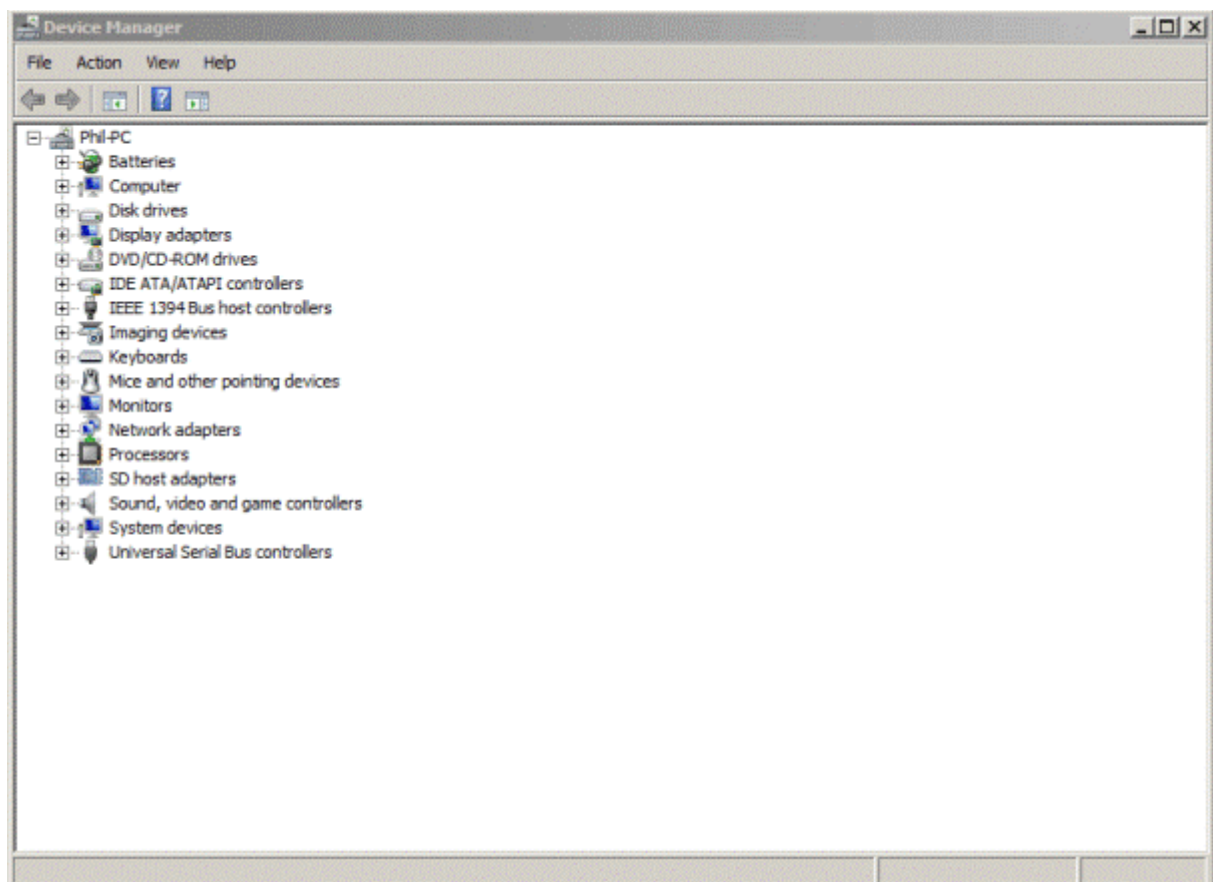 Device Manager
File Action View Help
Phil-PC
Batteries
Computer
Disk drives
Display adapters
DVD/CD-ROM drives
IDE ATA/ATAPI controllers
IEEE 1394 Bus host controllers
Imaging devices
Keyboards
Mice and other pointing devices
Monitors
Network adapters
Processors
SD host adapters
Sound, video and game controllers
System devices
Universal Serial Bus controllers